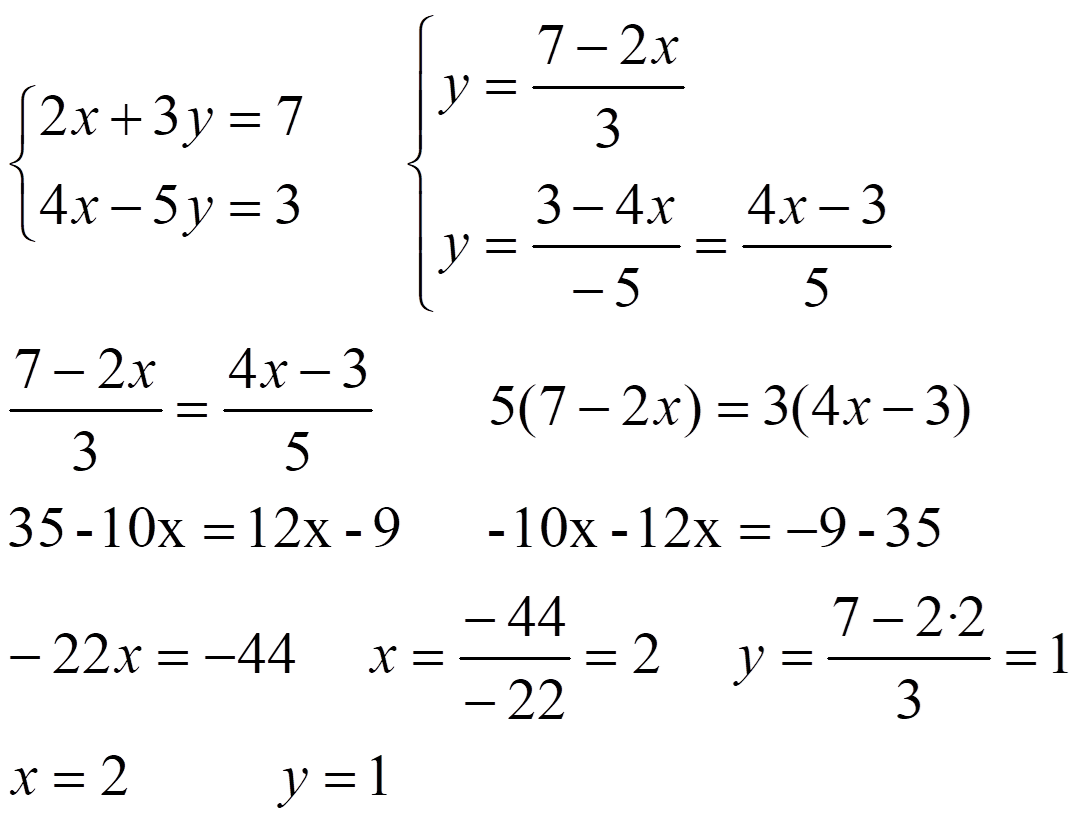 {2x + 3y = 7    {y = (7 − 2x)/3
{4x − 5y = 3    {y = (3 − 4x)/(−5) = (4x − 3)/5
(7 − 2x)/3 = (4x − 3)/5    5(7 − 2x) = 3(4x − 3)
35 - 10x = 12x - 9    -10x - 12x = −9 - 35
− 22x = −44    x = (− 44)/(− 22) = 2    y = (7 − 2·2)/3 = 1
x = 2    y = 1